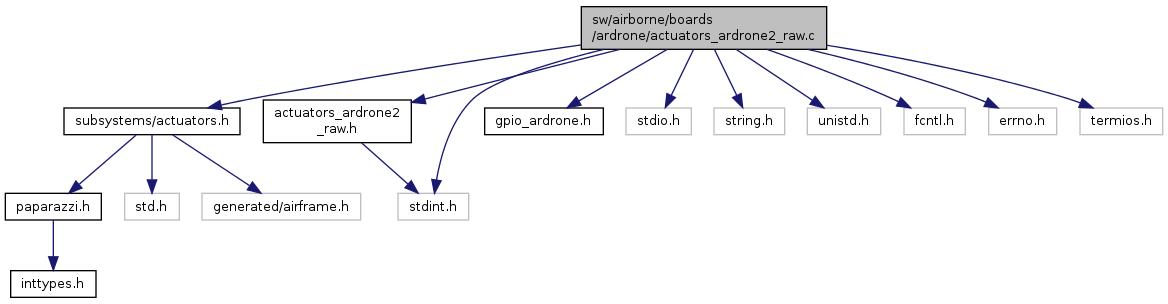 sw/airborne/boards
/ardrone/actuators_ardrone2_raw.c
subsystems/actuators.h
actuators_ardrone2
_raw.h
gpio_ardrone.h
stdio.h
string.h
unistd.h
fcntl.h
errno.h
termios.h
paparazzi.h
std.h
generated/airframe.h
stdint.h
inttypes.h